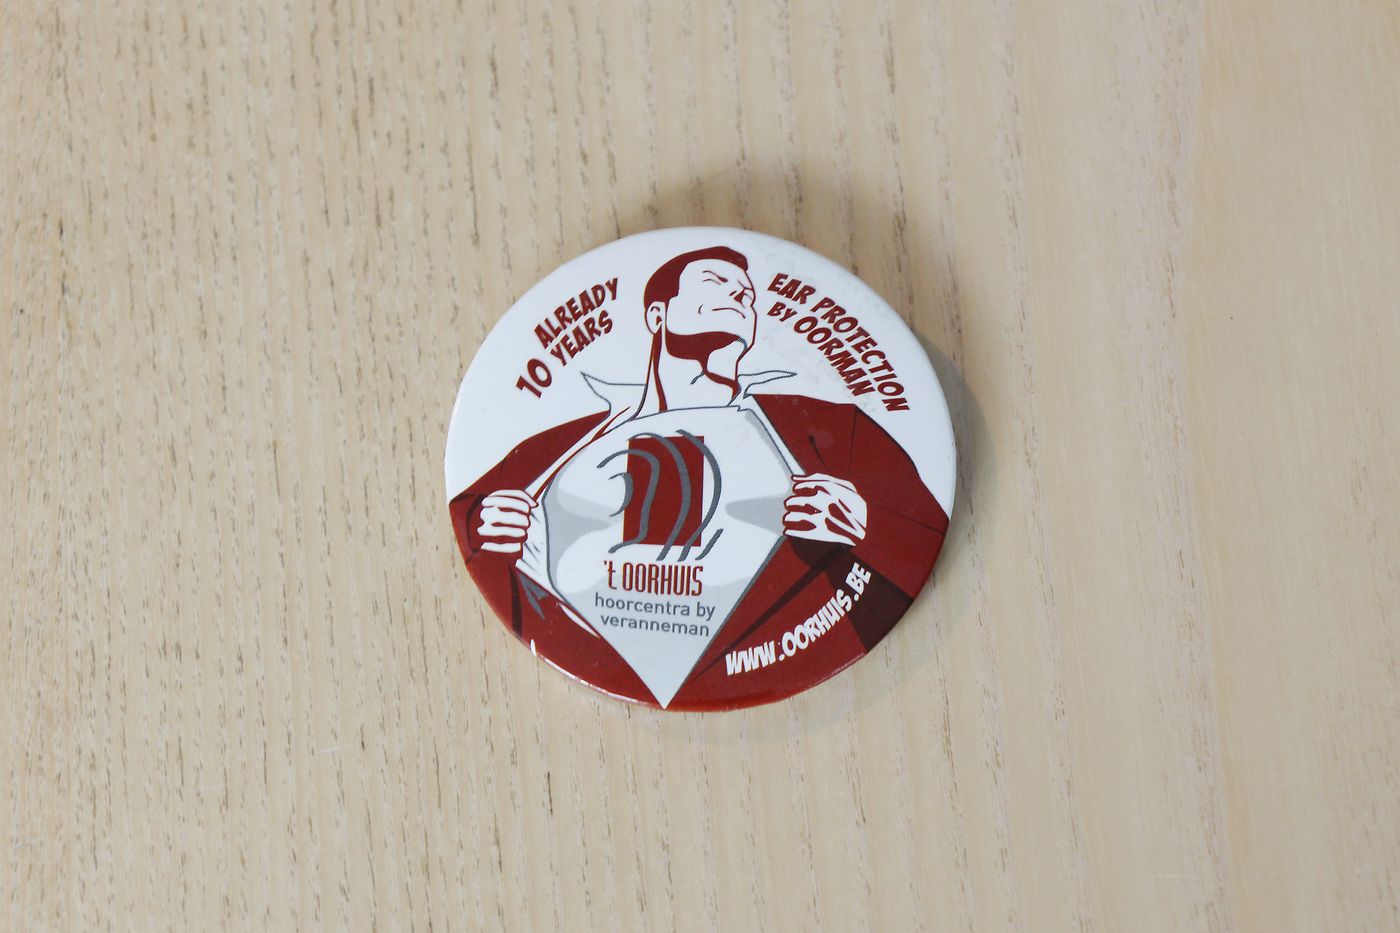 ALREADY
10 YEARS
EAR PROTECTION
BY OORMAN
't OORHUIS
hoorcentra by
veranneman
WWW.OORHUIS.BE